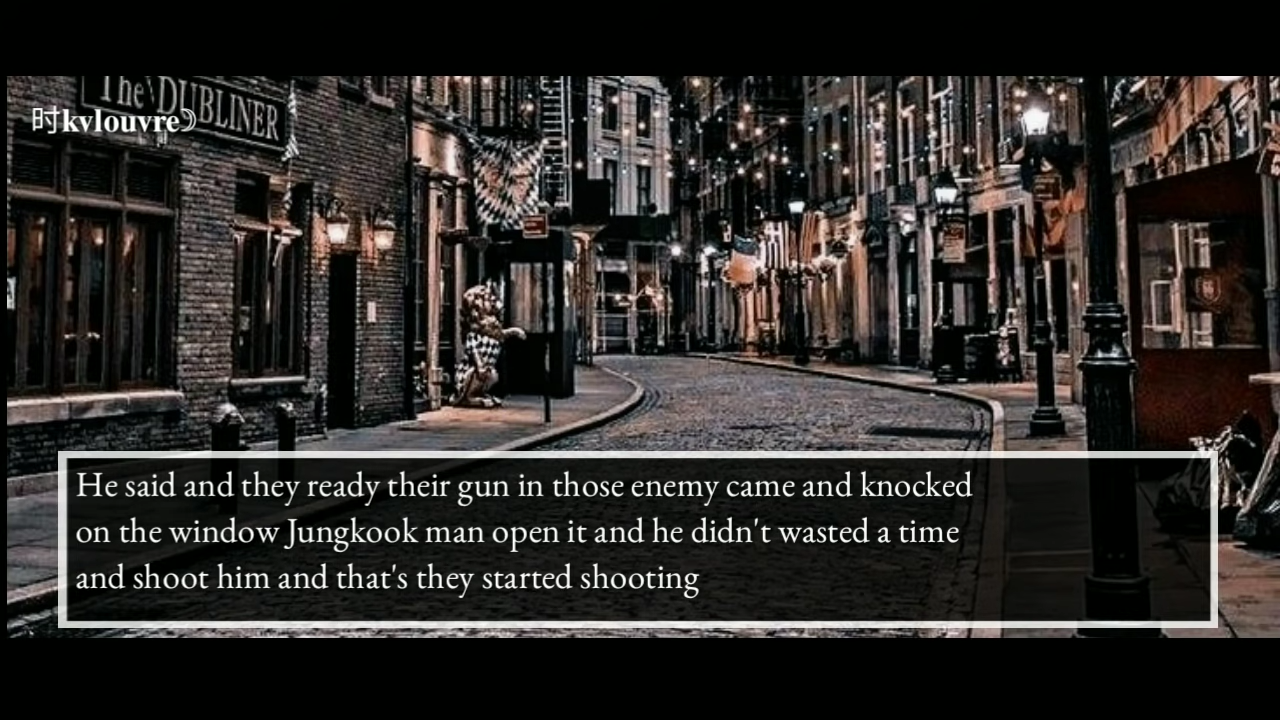 The DUBLINER
时kvlouvre
He said and they ready their gun in those enemy came and knocked
on the window Jungkook man open it and he didn't wasted a time
and shoot him and that's they started shooting